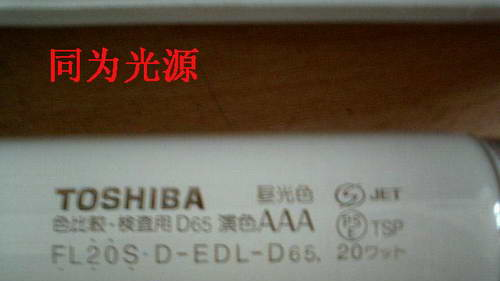 同为光源
TOSHIBA 昼光色 JET
色比較・検査用 D65 演色AAA PSE TSP
FL20S・D-EDL-D65. 20ワット